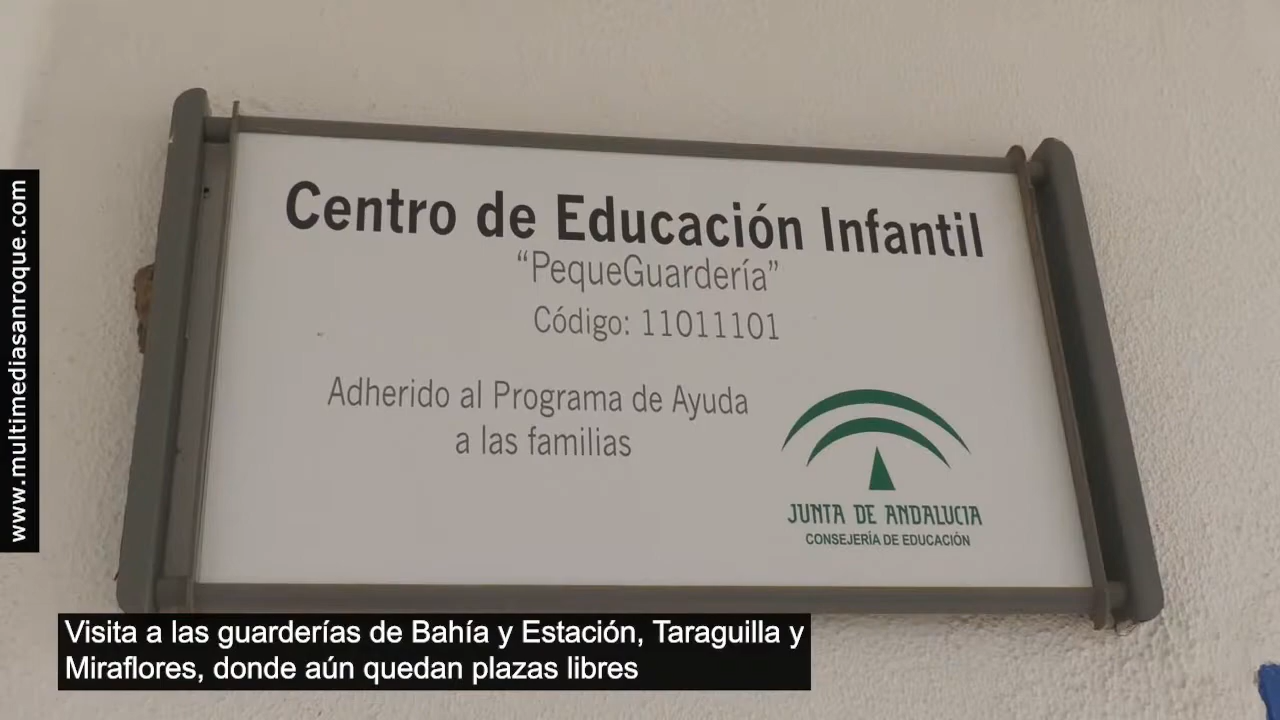 Centro de Educación Infantil
“PequeGuardería”
Código: 11011101
Adherido al Programa de Ayuda
a las familias
JUNTA DE ANDALUCIA
CONSEJERÍA DE EDUCACIÓN
www.multimediasanroque.com
Visita a las guarderías de Bahía y Estación, Taraguilla y
Miraflores, donde aún quedan plazas libres